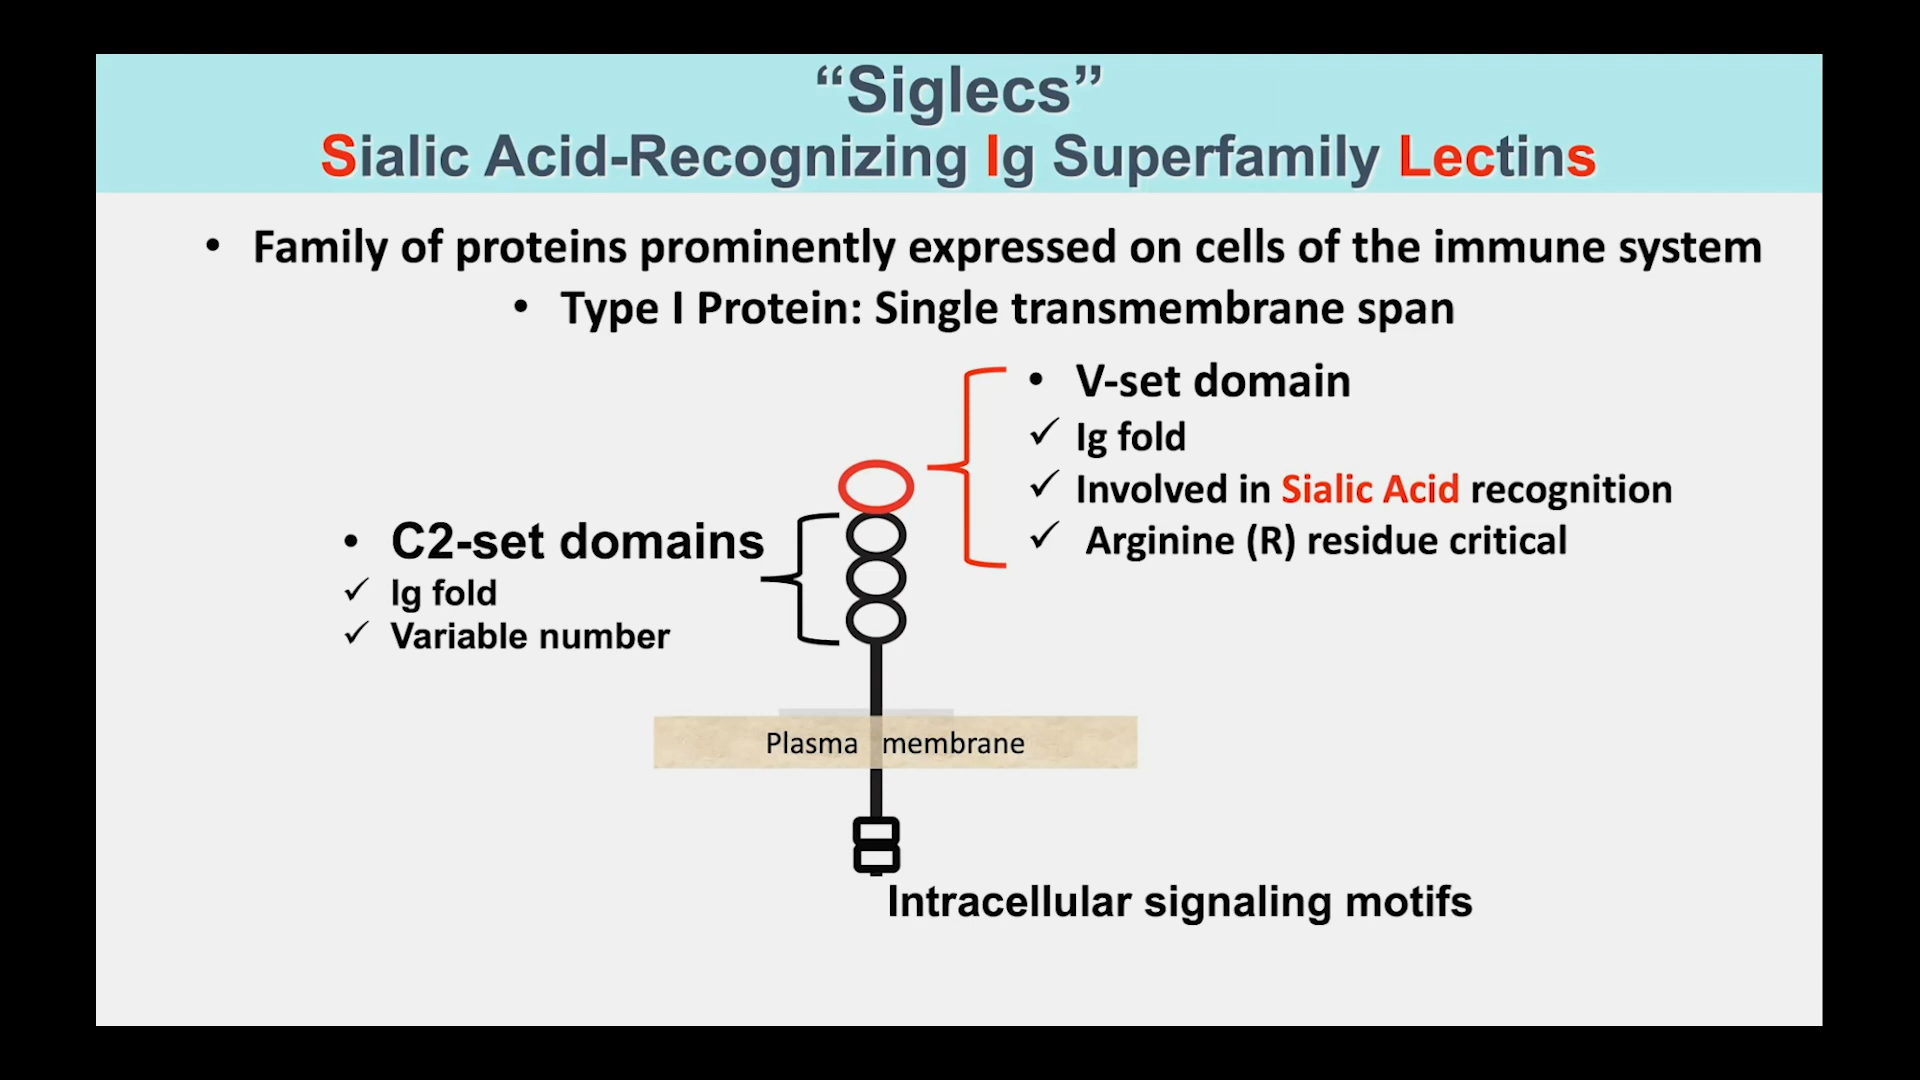 “Siglecs”
Sialic Acid-Recognizing Ig Superfamily Lectins
• Family of proteins prominently expressed on cells of the immune system
• Type I Protein: Single transmembrane span
• V-set domain
✓ Ig fold
✓ Involved in Sialic Acid recognition
✓ Arginine (R) residue critical
• C2-set domains
✓ Ig fold
✓ Variable number
Plasma membrane
Intracellular signaling motifs